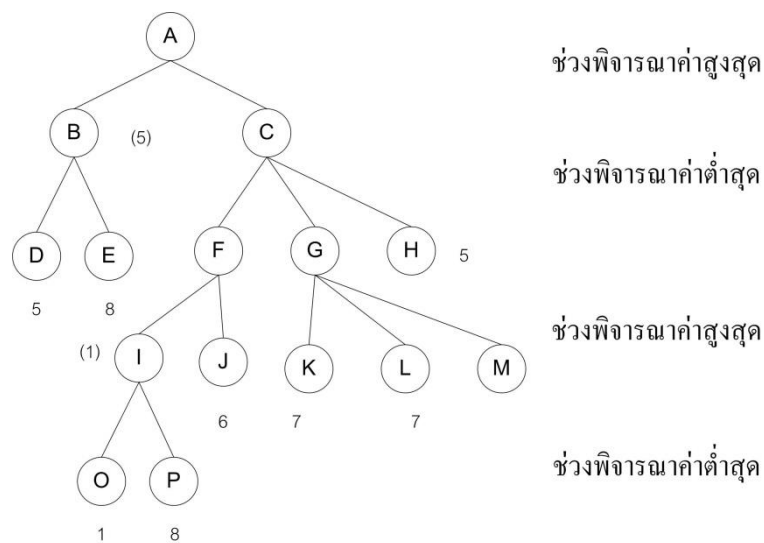 A
ช่วงพิจารณาค่าสูงสุด
B (5) C
ช่วงพิจารณาค่าต่ำสุด
D E F G H 5
5 8
ช่วงพิจารณาค่าสูงสุด
(1) I J K L M
6 7 7
ช่วงพิจารณาค่าต่ำสุด
O P
1 8